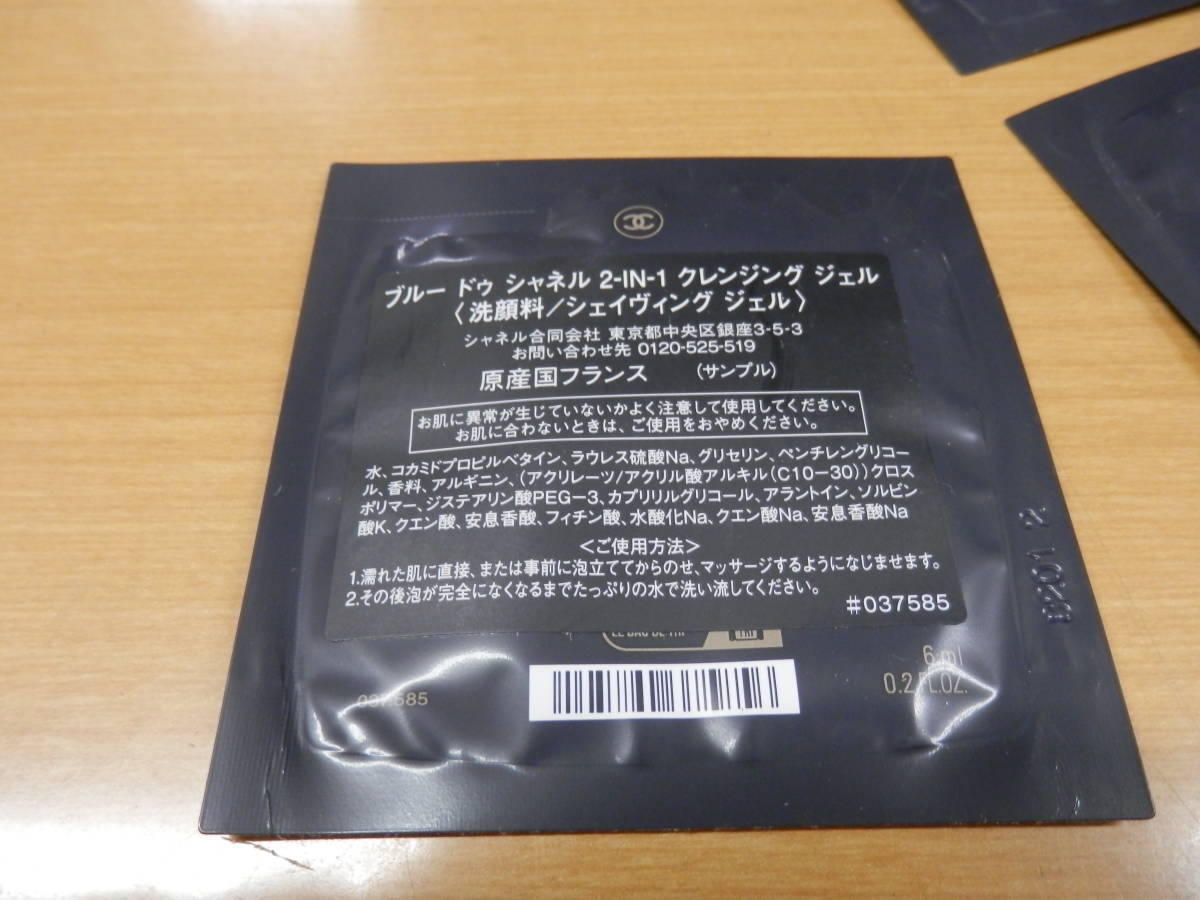 ブルー ドゥ シャネル 2-IN-1 クレンジング ジェル
〈洗顔料/シェイヴィング ジェル〉
シャネル合同会社 東京都中央区銀座3-5-3
お問い合わせ先 0120-525-519
原産国フランス (サンプル)
お肌に異常が生じていないかよく注意して使用してください。
お肌に合わないときは、ご使用をおやめください。
水、コカミドプロピルベタイン、ラウレス硫酸Na、グリセリン、ペンチレングリコー
ル、香料、アルギニン、(アクリレーツ/アクリル酸アルキル(C10-30))クロス
ポリマー、ジステアリン酸PEG-3、カプリリルグリコール、アラントイン、ソルビン
酸K、クエン酸、安息香酸、フィチン酸、水酸化Na、クエン酸Na、安息香酸Na
<ご使用方法>
1.濡れた肌に直接、または事前に泡立ててからのせ、マッサージするようになじませます。
2.その後泡が完全になくなるまでたっぷりの水で洗い流してください。
#037585
037.585
6 ml
0.2 FL.OZ.